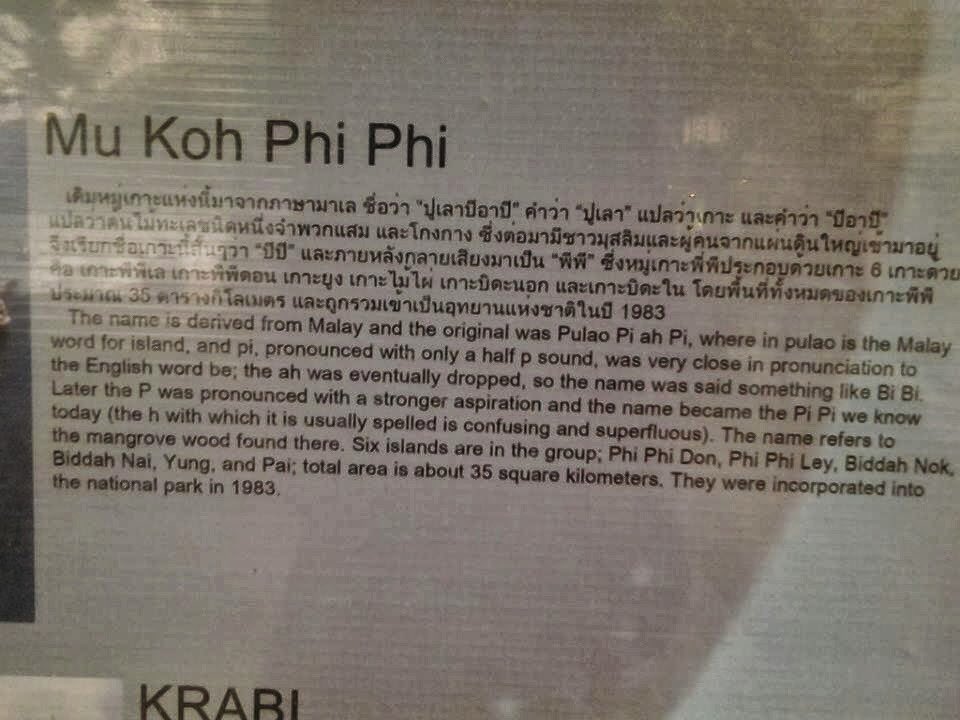 Mu Koh Phi Phi
เดิมหมู่เกาะแห่งนี้มาจากภาษามาเล ชื่อว่า "ปูเลาปีอาปี" คำว่า "ปูเลา" แปลว่าเกาะ และคำว่า "ปีอาปี"
แปลว่าต้นไม้ทะเลชนิดหนึ่งจำพวกแสม และโกงกาง ซึ่งต่อมามีชาวมุสลิมและผู้คนจากแผ่นดินใหญ่เข้ามาอยู่
จึงเรียกชื่อเกาะนี้สั้นๆว่า "ปีปี" และภายหลังกลายเสียงมาเป็น "พีพี" ซึ่งหมู่เกาะพีพีประกอบด้วยเกาะ 6 เกาะด้วย
คือ เกาะพีพีเล เกาะพีพีดอน เกาะยูง เกาะไม้ไผ่ เกาะบิดะนอก และเกาะบิดะใน โดยพื้นที่ทั้งหมดของเกาะพีพี
ประมาณ 35 ตารางกิโลเมตร และถูกรวมเข้าเป็นอุทยานแห่งชาติในปี 1983
The name is derived from Malay and the original was Pulao Pi ah Pi, where in pulao is the Malay
word for island, and pi, pronounced with only a half p sound, was very close in pronunciation to
the English word be; the ah was eventually dropped, so the name was said something like Bi Bi.
Later the P was pronounced with a stronger aspiration and the name became the Pi Pi we know
today (the h with which it is usually spelled is confusing and superfluous). The name refers to
the mangrove wood found there. Six islands are in the group; Phi Phi Don, Phi Phi Ley, Biddah Nok,
Biddah Nai, Yung, and Pai; total area is about 35 square kilometers. They were incorporated into
the national park in 1983.
KRABI